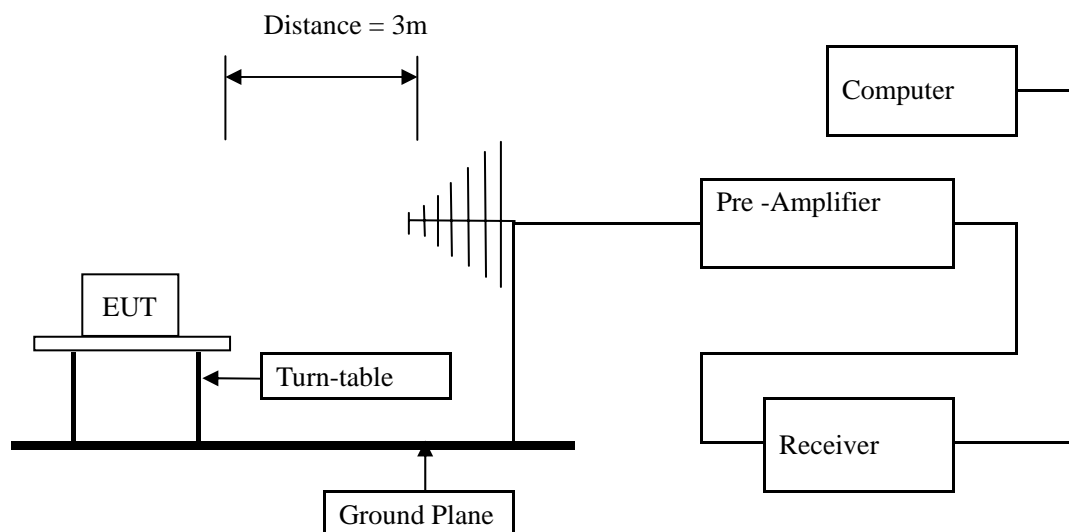 Distance = 3m
Computer
Pre -Amplifier
EUT
Turn-table
Receiver
Ground Plane